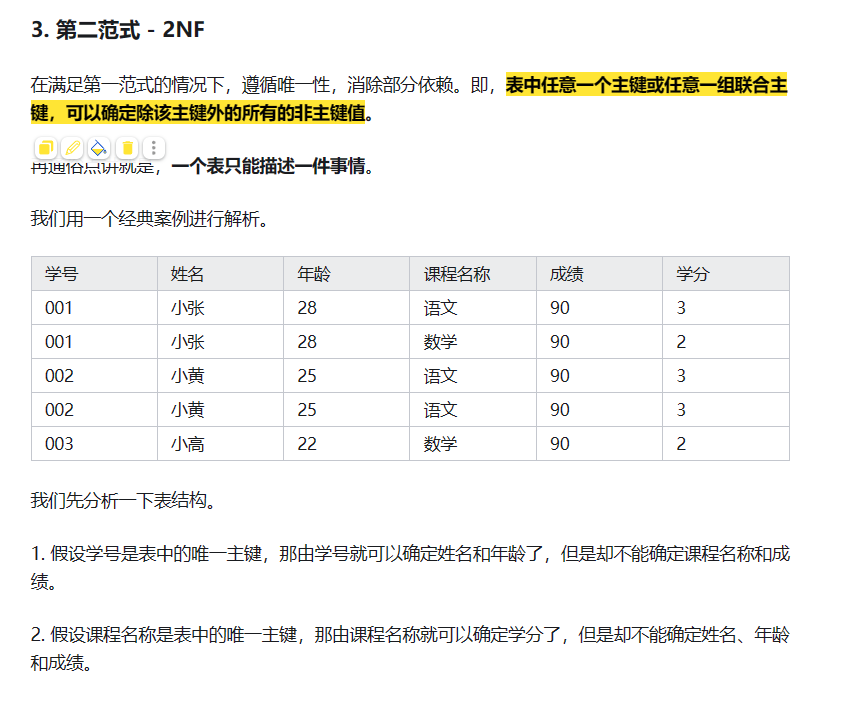 3. 第二范式 - 2NF
在满足第一范式的情况下，遵循唯一性，消除部分依赖。即，表中任意一个主键或任意一组联合主
键，可以确定除该主键外的所有的非主键值。
再通俗点讲就是，一个表只能描述一件事情。
我们用一个经典案例进行解析。
学号 姓名 年龄 课程名称 成绩 学分
001 小张 28 语文 90 3
001 小张 28 数学 90 2
002 小黄 25 语文 90 3
002 小黄 25 语文 90 3
003 小高 22 数学 90 2
我们先分析一下表结构。
1. 假设学号是表中的唯一主键，那由学号就可以确定姓名和年龄了，但是却不能确定课程名称和成
绩。
2. 假设课程名称是表中的唯一主键，那由课程名称就可以确定学分了，但是却不能确定姓名、年龄
和成绩。